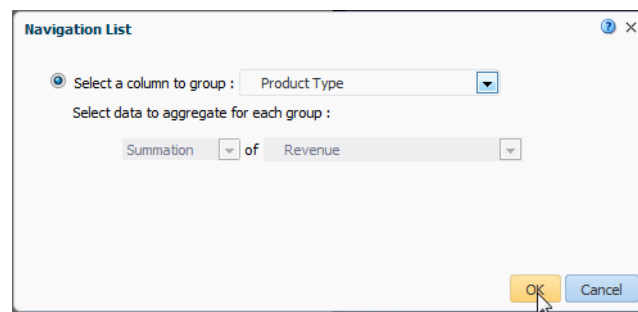 Navigation List
Select a column to group : Product Type
Select data to aggregate for each group :
Summation of Revenue
OK Cancel